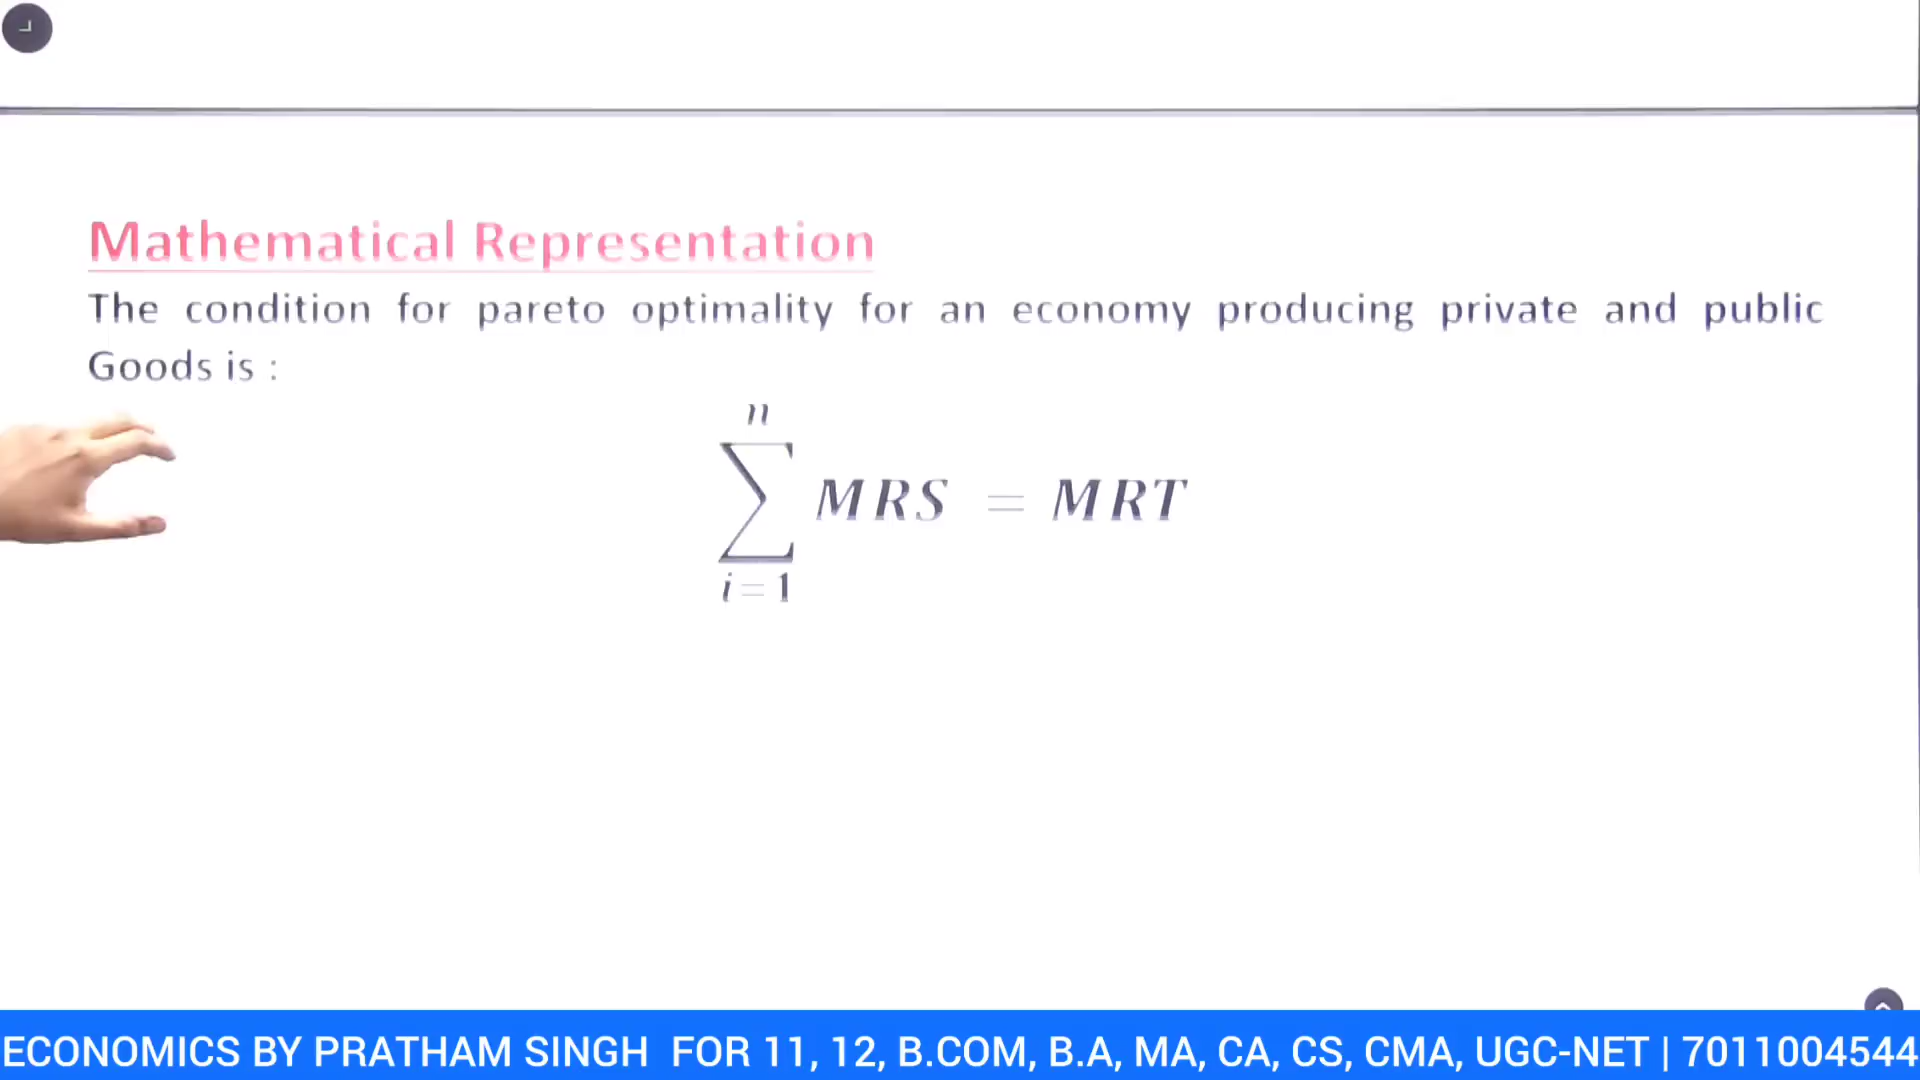 Mathematical Representation
The condition for pareto optimality for an economy producing private and public
Goods is :
n
∑ MRS = MRT
i=1
ECONOMICS BY PRATHAM SINGH FOR 11, 12, B.COM, B.A, MA, CA, CS, CMA, UGC-NET | 7011004544